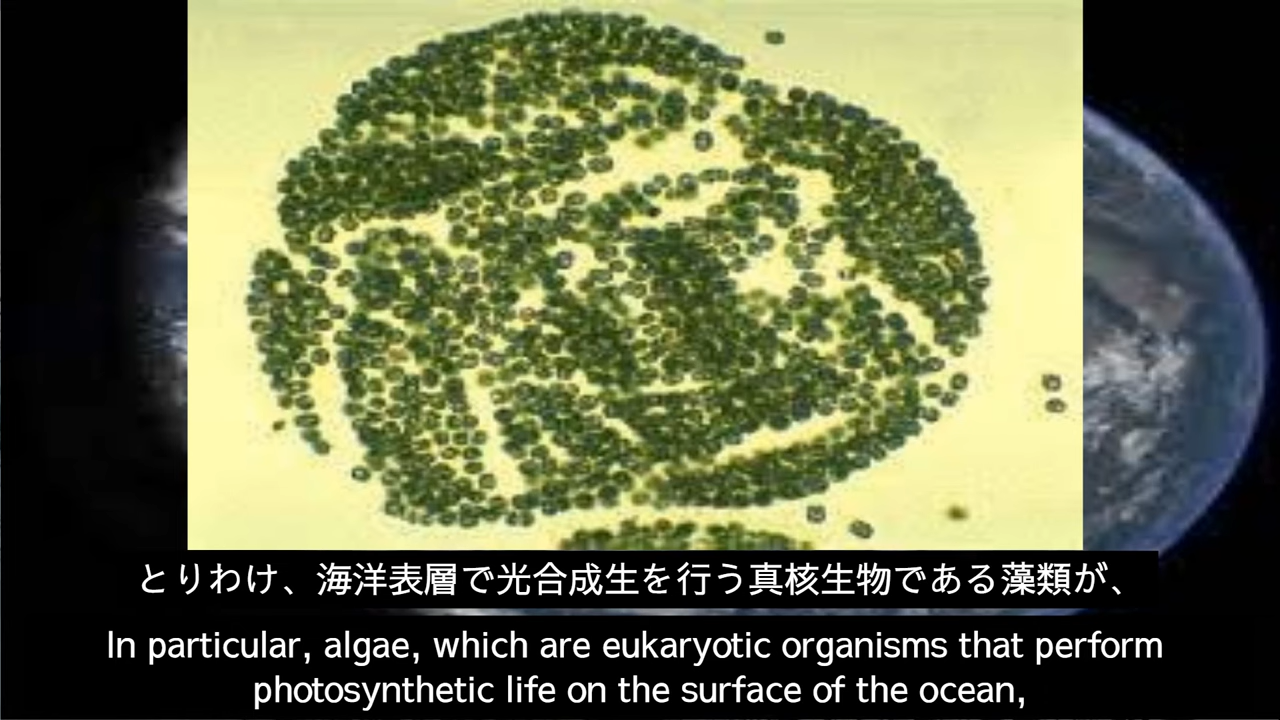 とりわけ、海洋表層で光合成生を行う真核生物である藻類が、
In particular, algae, which are eukaryotic organisms that perform
photosynthetic life on the surface of the ocean,